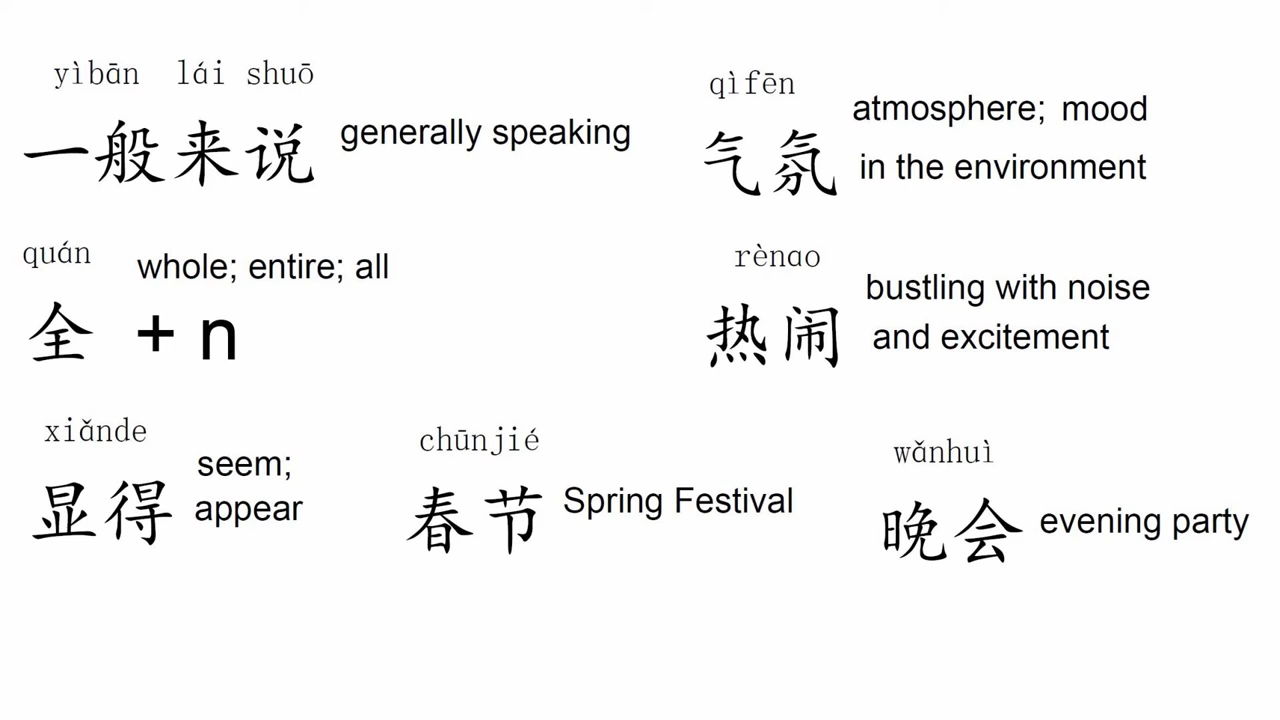 yìbān lái shuō
一般来说 generally speaking
qìfēn
气氛 atmosphere; mood
in the environment
quán
全 whole; entire; all
+ n
rènao
热闹 bustling with noise
and excitement
xiǎnde
显得 seem;
appear
chūnjié
春节 Spring Festival
wǎnhuì
晚会 evening party